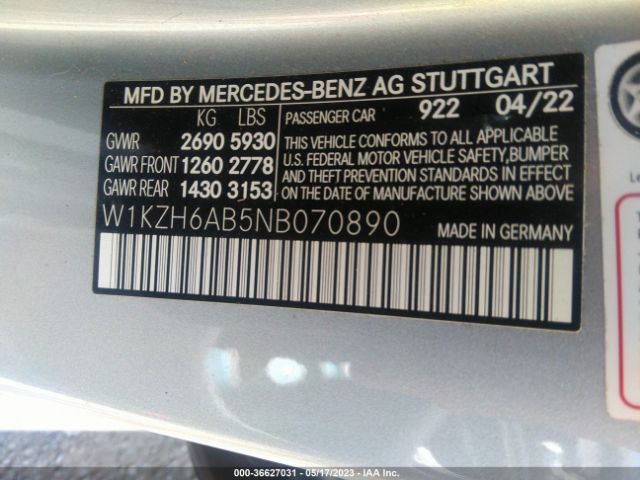 MFD BY MERCEDES-BENZ AG STUTTGART
KG LBS
PASSENGER CAR 922 04/22
GVWR 2690 5930
GAWR FRONT 1260 2778
GAWR REAR 1430 3153
THIS VEHICLE CONFORMS TO ALL APPLICABLE
U.S. FEDERAL MOTOR VEHICLE SAFETY, BUMPER
AND THEFT PREVENTION STANDARDS IN EFFECT
ON THE DATE OF MANUFACTURE SHOWN ABOVE.
W1KZH6AB5NB070890
MADE IN GERMANY
Le
000-36627031 - 05/17/2023 - IAA Inc.